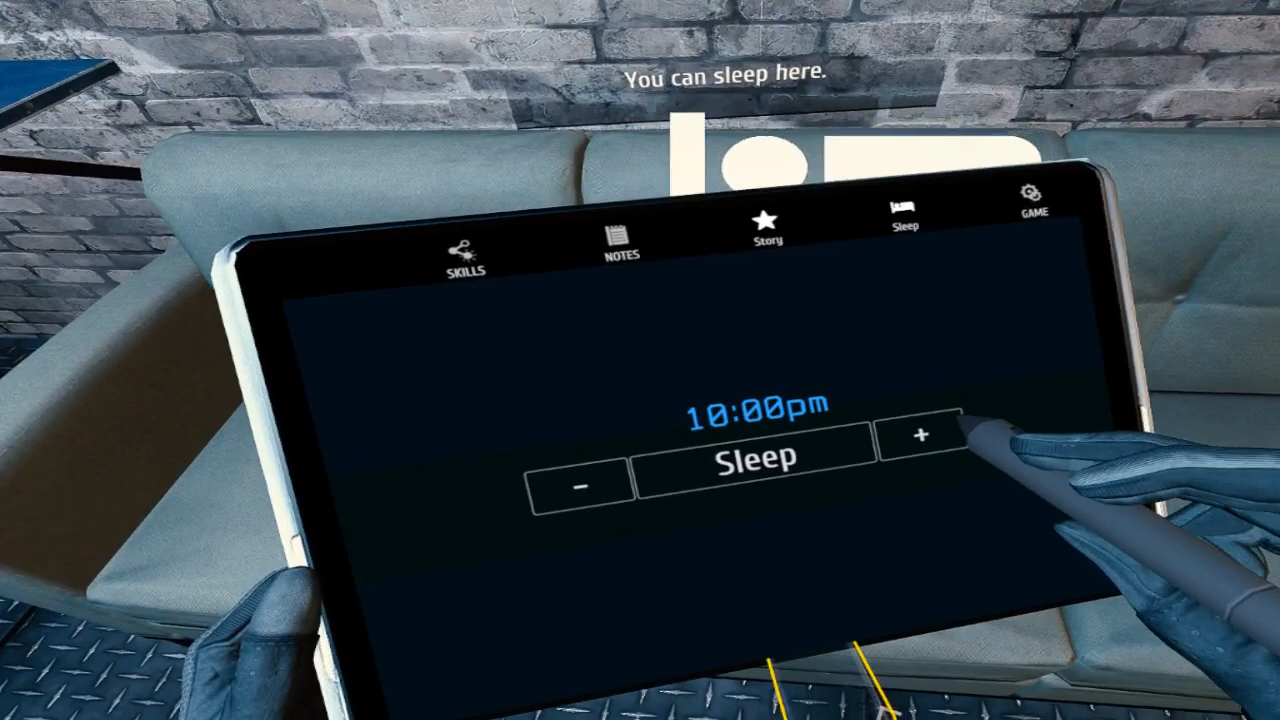 You can sleep here.
SKILLS
NOTES
Story
Sleep
GAME
10:00pm
- Sleep +